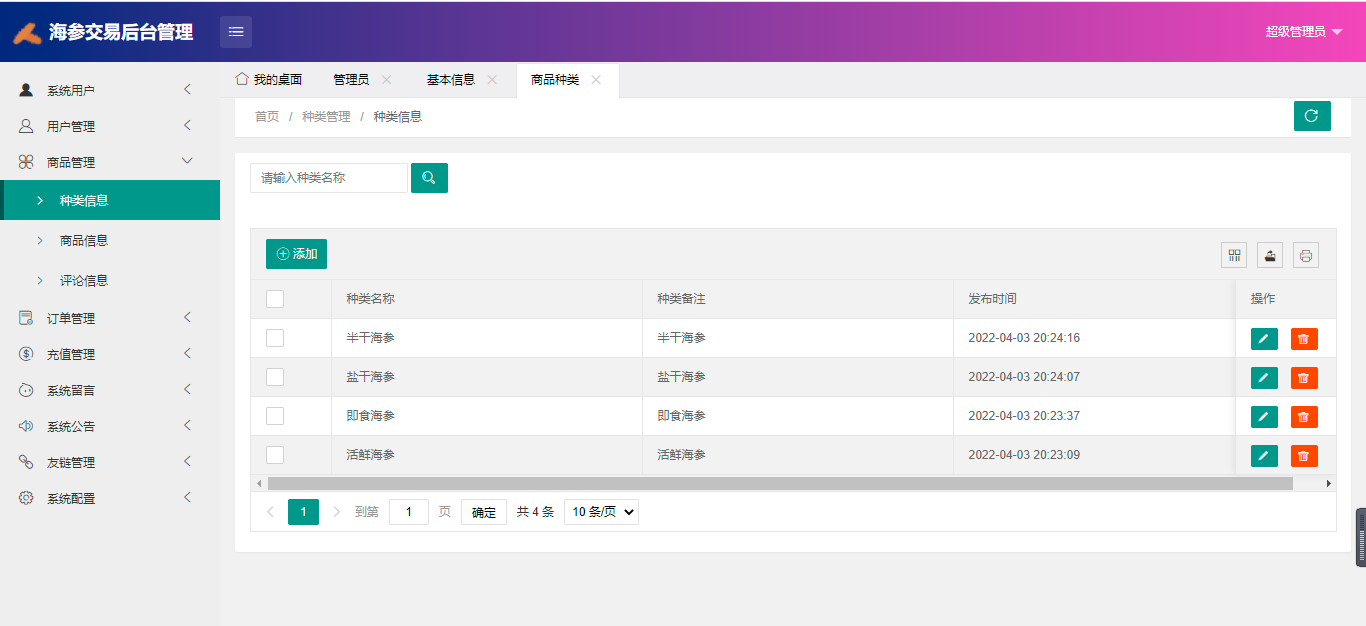 海参交易后台管理
超级管理员
系统用户
用户管理
商品管理
种类信息
商品信息
评论信息
订单管理
充值管理
系统留言
系统公告
友链管理
系统配置
我的桌面 管理员 基本信息 商品种类
首页 / 种类管理 / 种类信息
请输入种类名称
添加
种类名称 种类备注 发布时间 操作
半干海参 半干海参 2022-04-03 20:24:16
盐干海参 盐干海参 2022-04-03 20:24:07
即食海参 即食海参 2022-04-03 20:23:37
活鲜海参 活鲜海参 2022-04-03 20:23:09
1 到第 1 页 确定 共 4 条 10 条/页